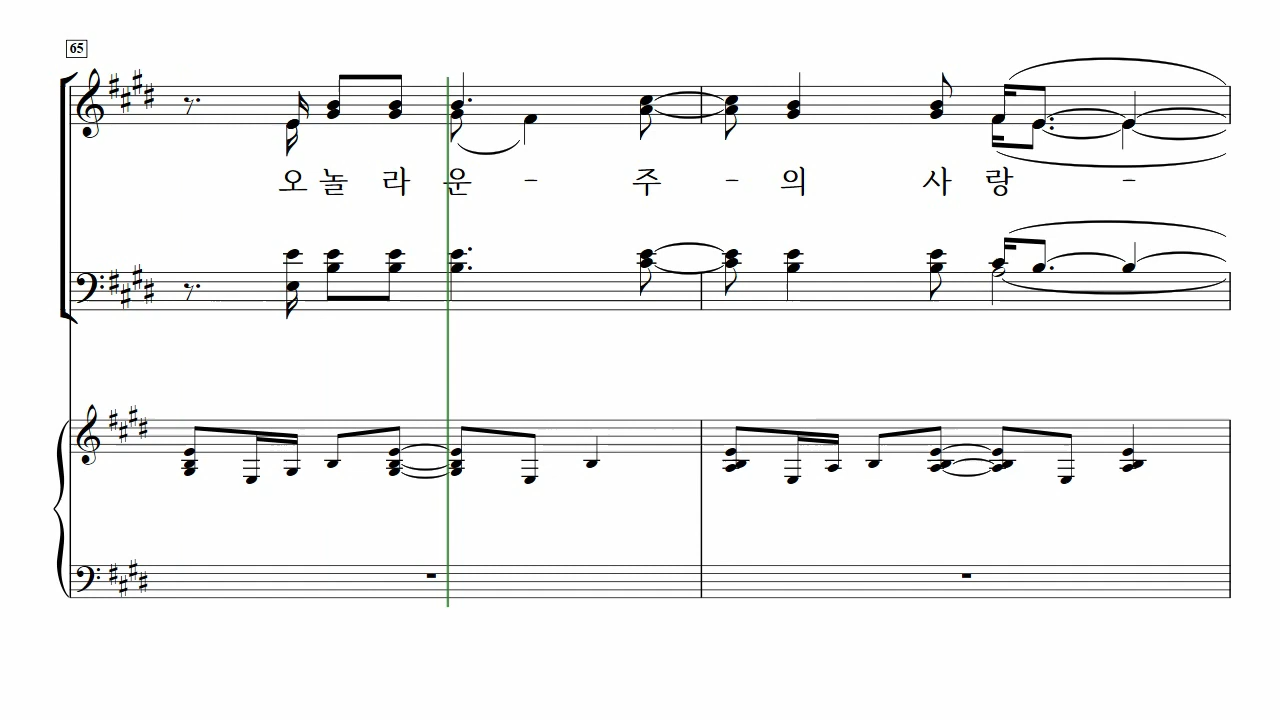 65
오 놀 라 운 - 주 - 의 사 랑 -